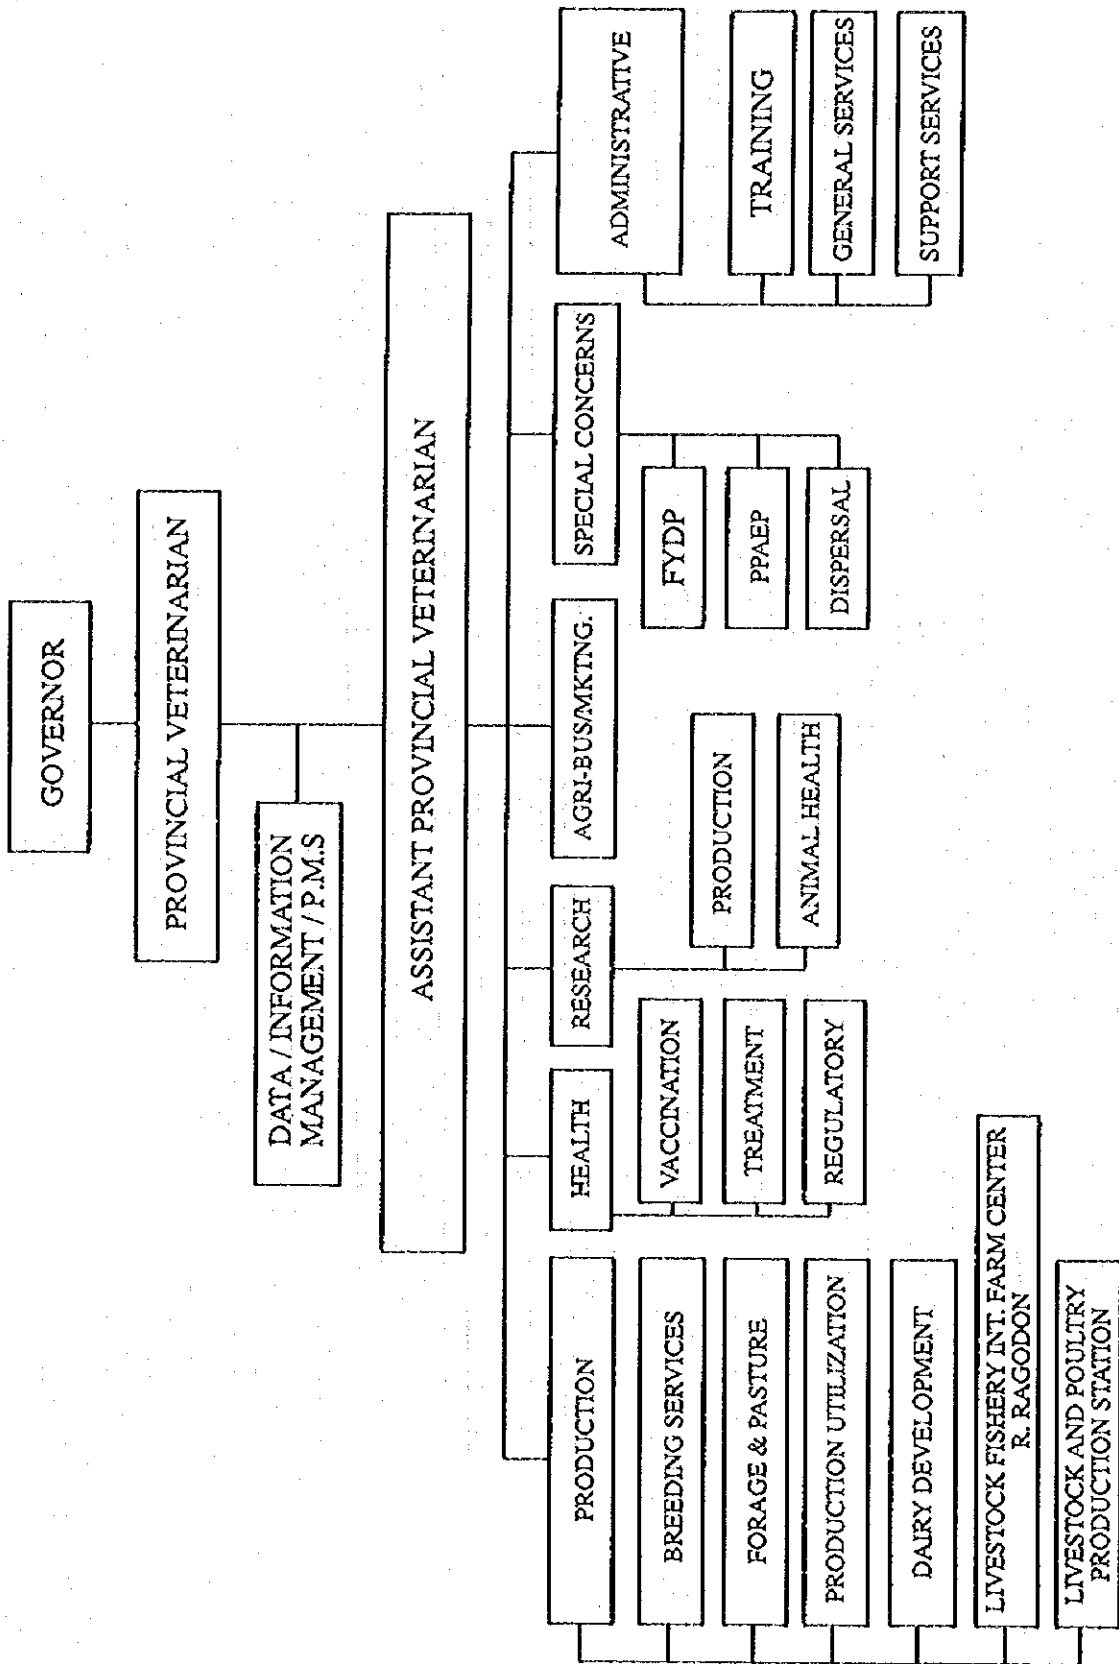 GOVERNOR
PROVINCIAL VETERINARIAN
DATA / INFORMATION
MANAGEMENT / P.M.S
ASSISTANT PROVINCIAL VETERINARIAN
PRODUCTION
BREEDING SERVICES
FORAGE & PASTURE
PRODUCTION UTILIZATION
DAIRY DEVELOPMENT
LIVESTOCK FISHERY INT. FARM CENTER
R. RAGODON
LIVESTOCK AND POULTRY
PRODUCTION STATION
HEALTH
VACCINATION
TREATMENT
REGULATORY
RESEARCH
PRODUCTION
ANIMAL HEALTH
AGRI-BUS/MKTNG.
SPECIAL CONCERNS
FYDP
PPAEP
DISPERSAL
ADMINISTRATIVE
TRAINING
GENERAL SERVICES
SUPPORT SERVICES